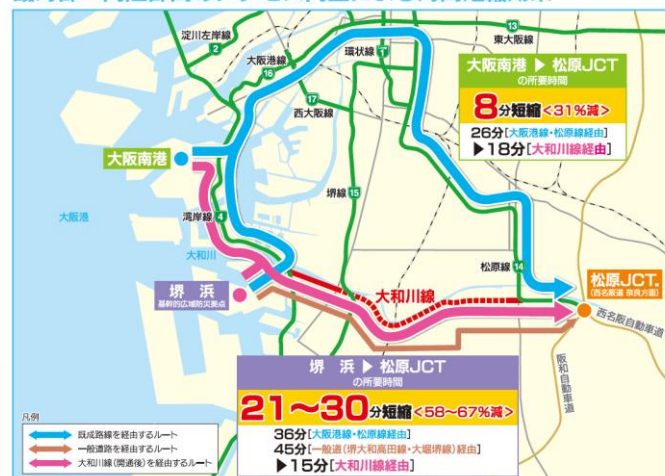 淀川左岸線
2
大阪港線
16
環状線
1
13
東大阪線
17
西大阪線
大阪南港 ▶ 松原JCT
の所要時間
8分短縮<31%減>
26分[大阪港線・松原線経由]
▶18分[大和川線経由]
大阪南港
堺線
15
大阪港
湾岸線
4
大和川
松原線
14
堺 浜
基幹的広域防災拠点
大和川線
松原JCT.
(西名阪道 奈良方面)
西名阪自動車道
阪和自動車道
堺 浜 ▶ 松原JCT
の所要時間
21〜30分短縮<58〜67%減>
36分[大阪港線・松原線経由]
45分[一般道(堺大和高田線・大堀堺線)経由]
▶15分[大和川線経由]
凡例
既成路線を経由するルート
一般道路を経由するルート
大和川線(開通後)を経由するルート